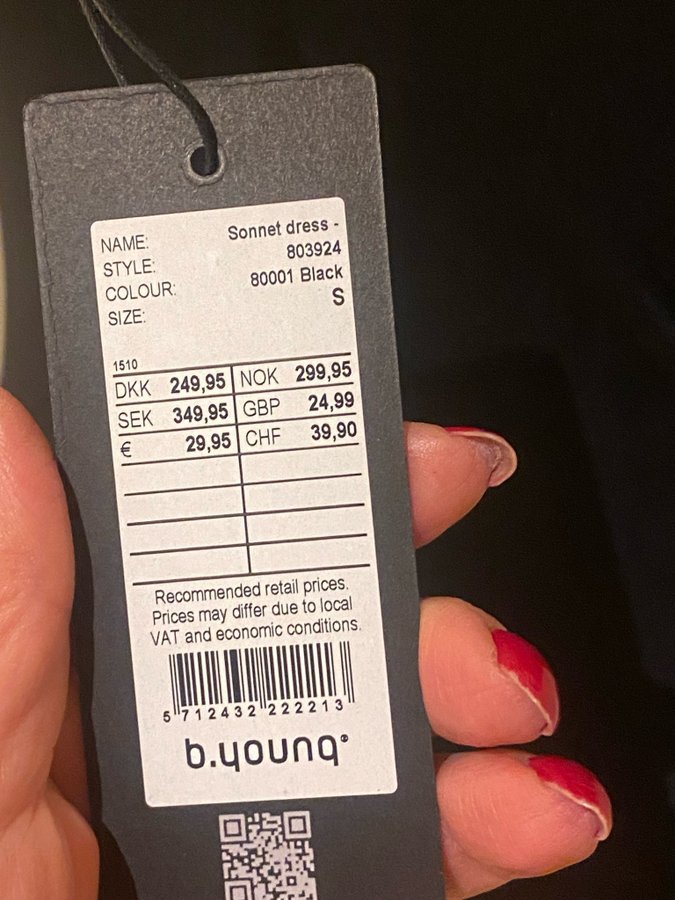 NAME: Sonnet dress -
STYLE: 803924
COLOUR: 80001 Black
SIZE: S
1510
DKK 249,95 NOK 299,95
SEK 349,95 GBP 24,99
€ 29,95 CHF 39,90
Recommended retail prices.
Prices may differ due to local
VAT and economic conditions.
5 712432 222213
b.young®